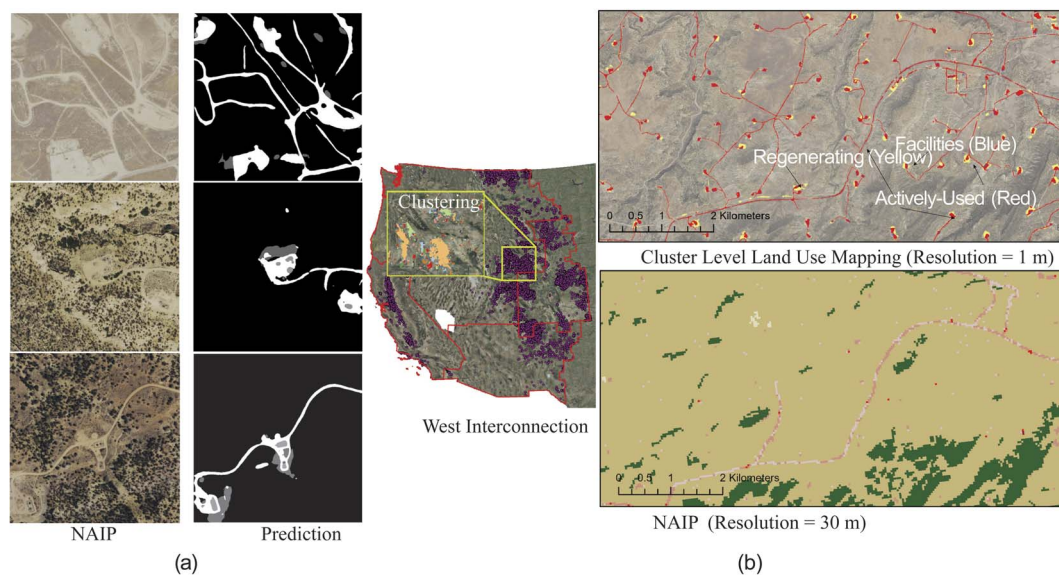 (a)
NAIP
Prediction
Clustering
West Interconnection
Facilities (Blue)
Regenerating (Yellow)
Actively-Used (Red)
0 0.5 1 2 Kilometers
Cluster Level Land Use Mapping (Resolution = 1 m)
0 0.5 1 2 Kilometers
NAIP (Resolution = 30 m)
(a)
(b)